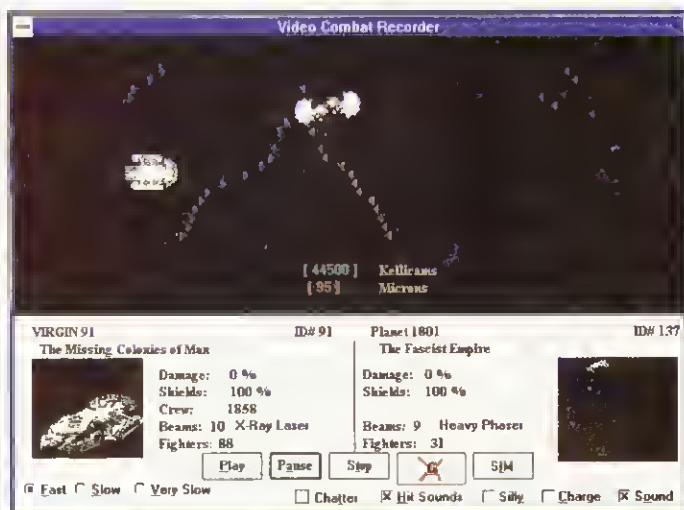 Video Combat Recorder
[ 44500 ] Kellicams
[ 95 ] Microns
VIRGIN 91 ID# 91
The Missing Colonies of Man
Damage: 0 %
Shields: 100 %
Crew: 1858
Beams: 10 X-Ray Laser
Fighters: 88
Planet 1801 ID# 137
The Fascist Empire
Damage: 0 %
Shields: 100 %
Beams: 9 Heavy Phaser
Fighters: 31
Play Pause Stop G SIM
Fast Slow Very Slow Chatter Hit Sounds Silly Charge Sound